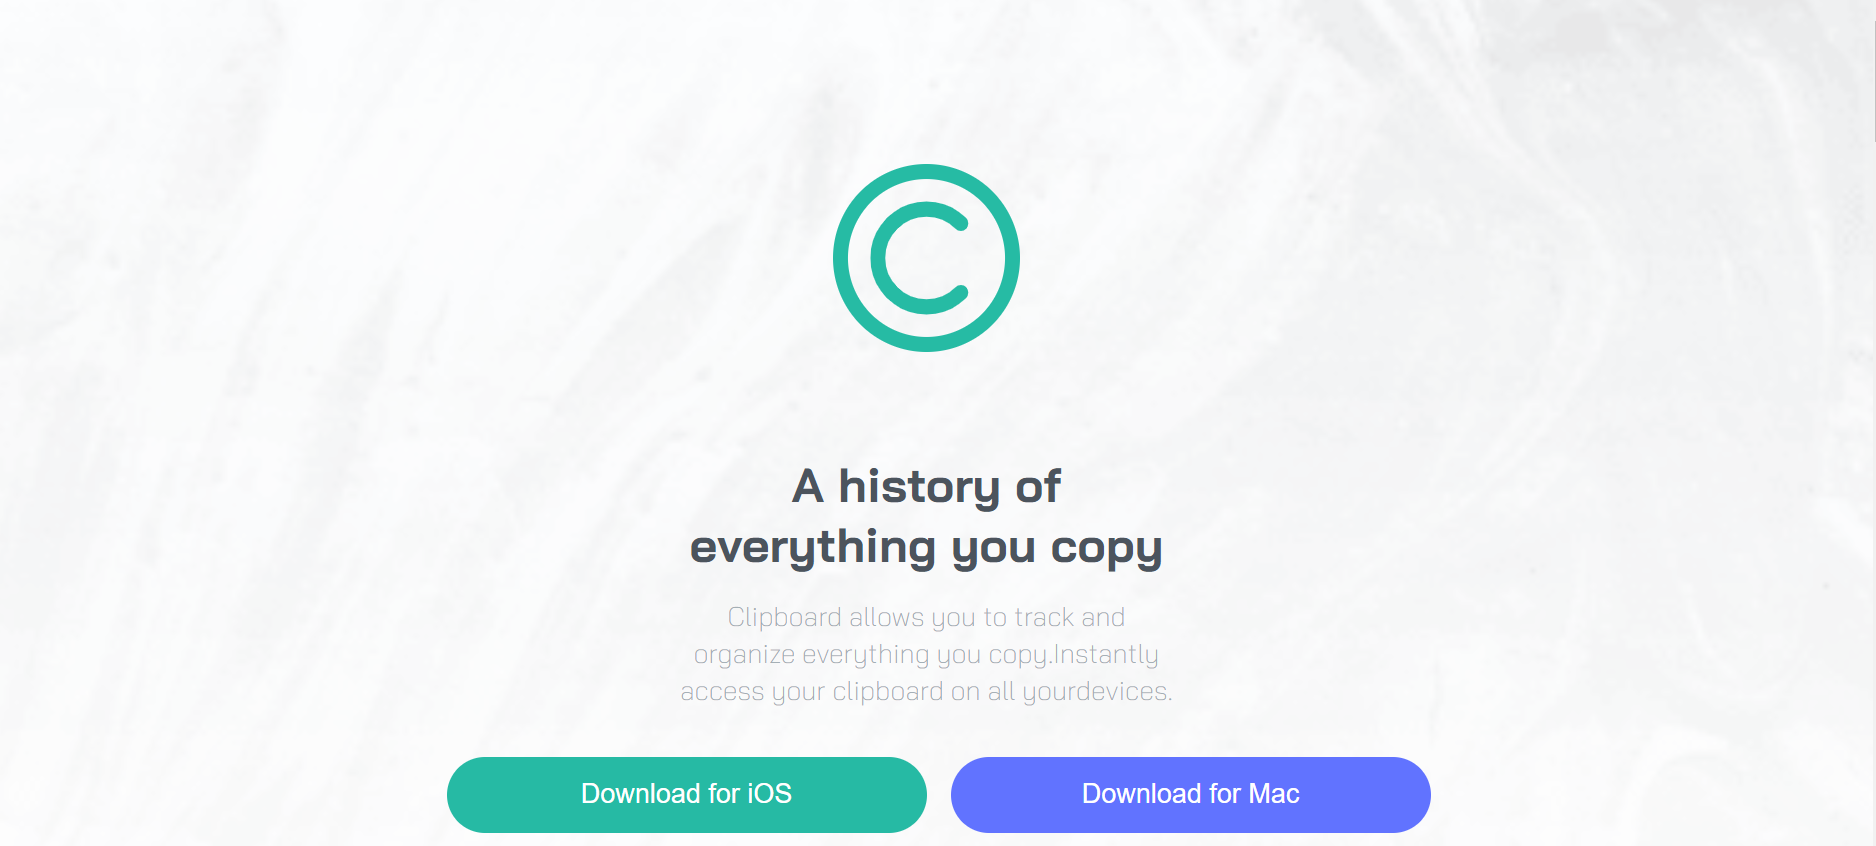 A history of
everything you copy
Clipboard allows you to track and
organize everything you copy.Instantly
access your clipboard on all yourdevices.
Download for iOS
Download for Mac